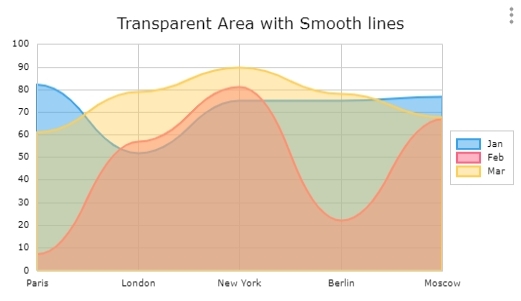 Transparent Area with Smooth lines
100
90
80
70
60
50
40
30
20
10
0
Paris London New York Berlin Moscow
Jan
Feb
Mar